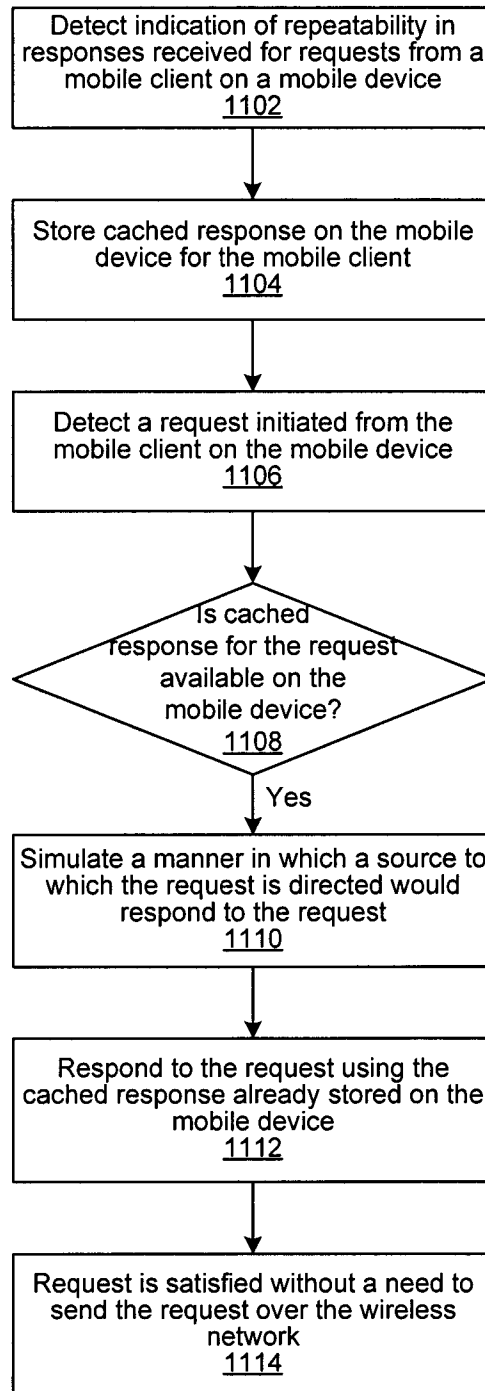 Detect indication of repeatability in
responses received for requests from a
mobile client on a mobile device
1102
Store cached response on the mobile
device for the mobile client
1104
Detect a request initiated from the
mobile client on the mobile device
1106
Is cached
response for the request
available on the
mobile device?
1108
Yes
Simulate a manner in which a source to
which the request is directed would
respond to the request
1110
Respond to the request using the
cached response already stored on the
mobile device
1112
Request is satisfied without a need to
send the request over the wireless
network
1114